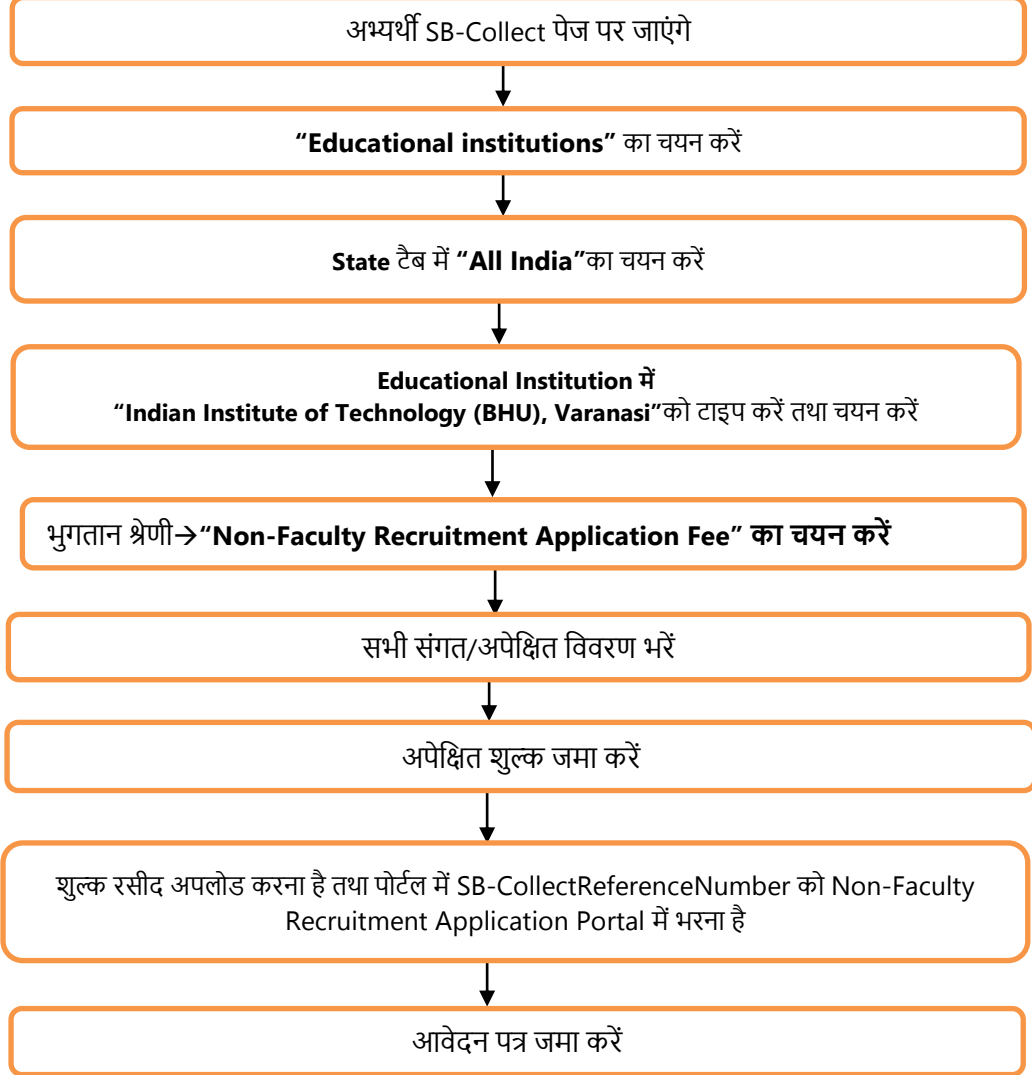 अभ्यर्थी SB-Collect पेज पर जाएंगे
“Educational institutions” का चयन करें
State टैब में “All India”का चयन करें
Educational Institution में
“Indian Institute of Technology (BHU), Varanasi”को टाइप करें तथा चयन करें
भुगतान श्रेणी→“Non-Faculty Recruitment Application Fee” का चयन करें
सभी संगत/अपेक्षित विवरण भरें
अपेक्षित शुल्क जमा करें
शुल्क रसीद अपलोड करना है तथा पोर्टल में SB-CollectReferenceNumber को Non-Faculty
Recruitment Application Portal में भरना है
आवेदन पत्र जमा करें